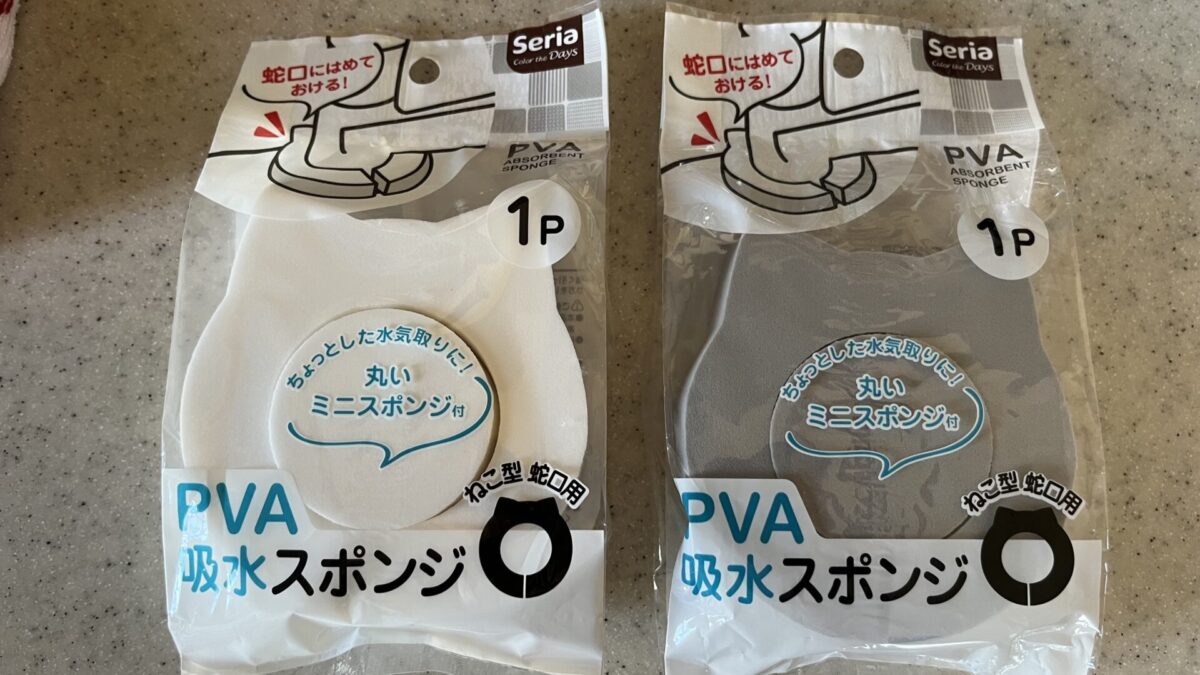 Seria
Color the Days
蛇口にはめて
おける!
PVA
ABSORBENT
SPONGE
1P
ちょっとした水気取りに!
丸い
ミニスポンジ付
ねこ型 蛇口用
PVA
吸水スポンジ
Seria
Color the Days
蛇口にはめて
おける!
PVA
ABSORBENT
SPONGE
1P
ちょっとした水気取りに!
丸い
ミニスポンジ付
ねこ型 蛇口用
PVA
吸水スポンジ